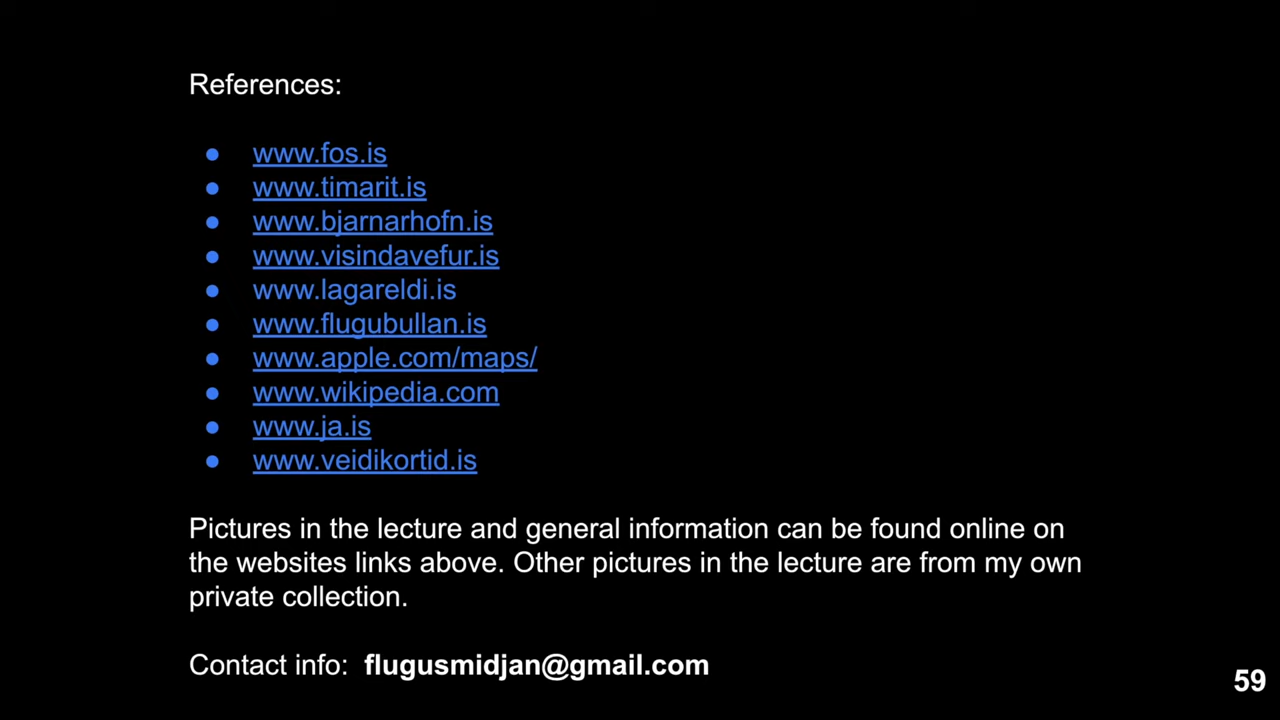 References:
● www.fos.is
● www.timarit.is
● www.bjarnarhofn.is
● www.visindavefur.is
● www.lagareldi.is
● www.flugubullan.is
● www.apple.com/maps/
● www.wikipedia.com
● www.ja.is
● www.veidikortid.is
Pictures in the lecture and general information can be found online on
the websites links above. Other pictures in the lecture are from my own
private collection.
Contact info: flugusmidjan@gmail.com
59